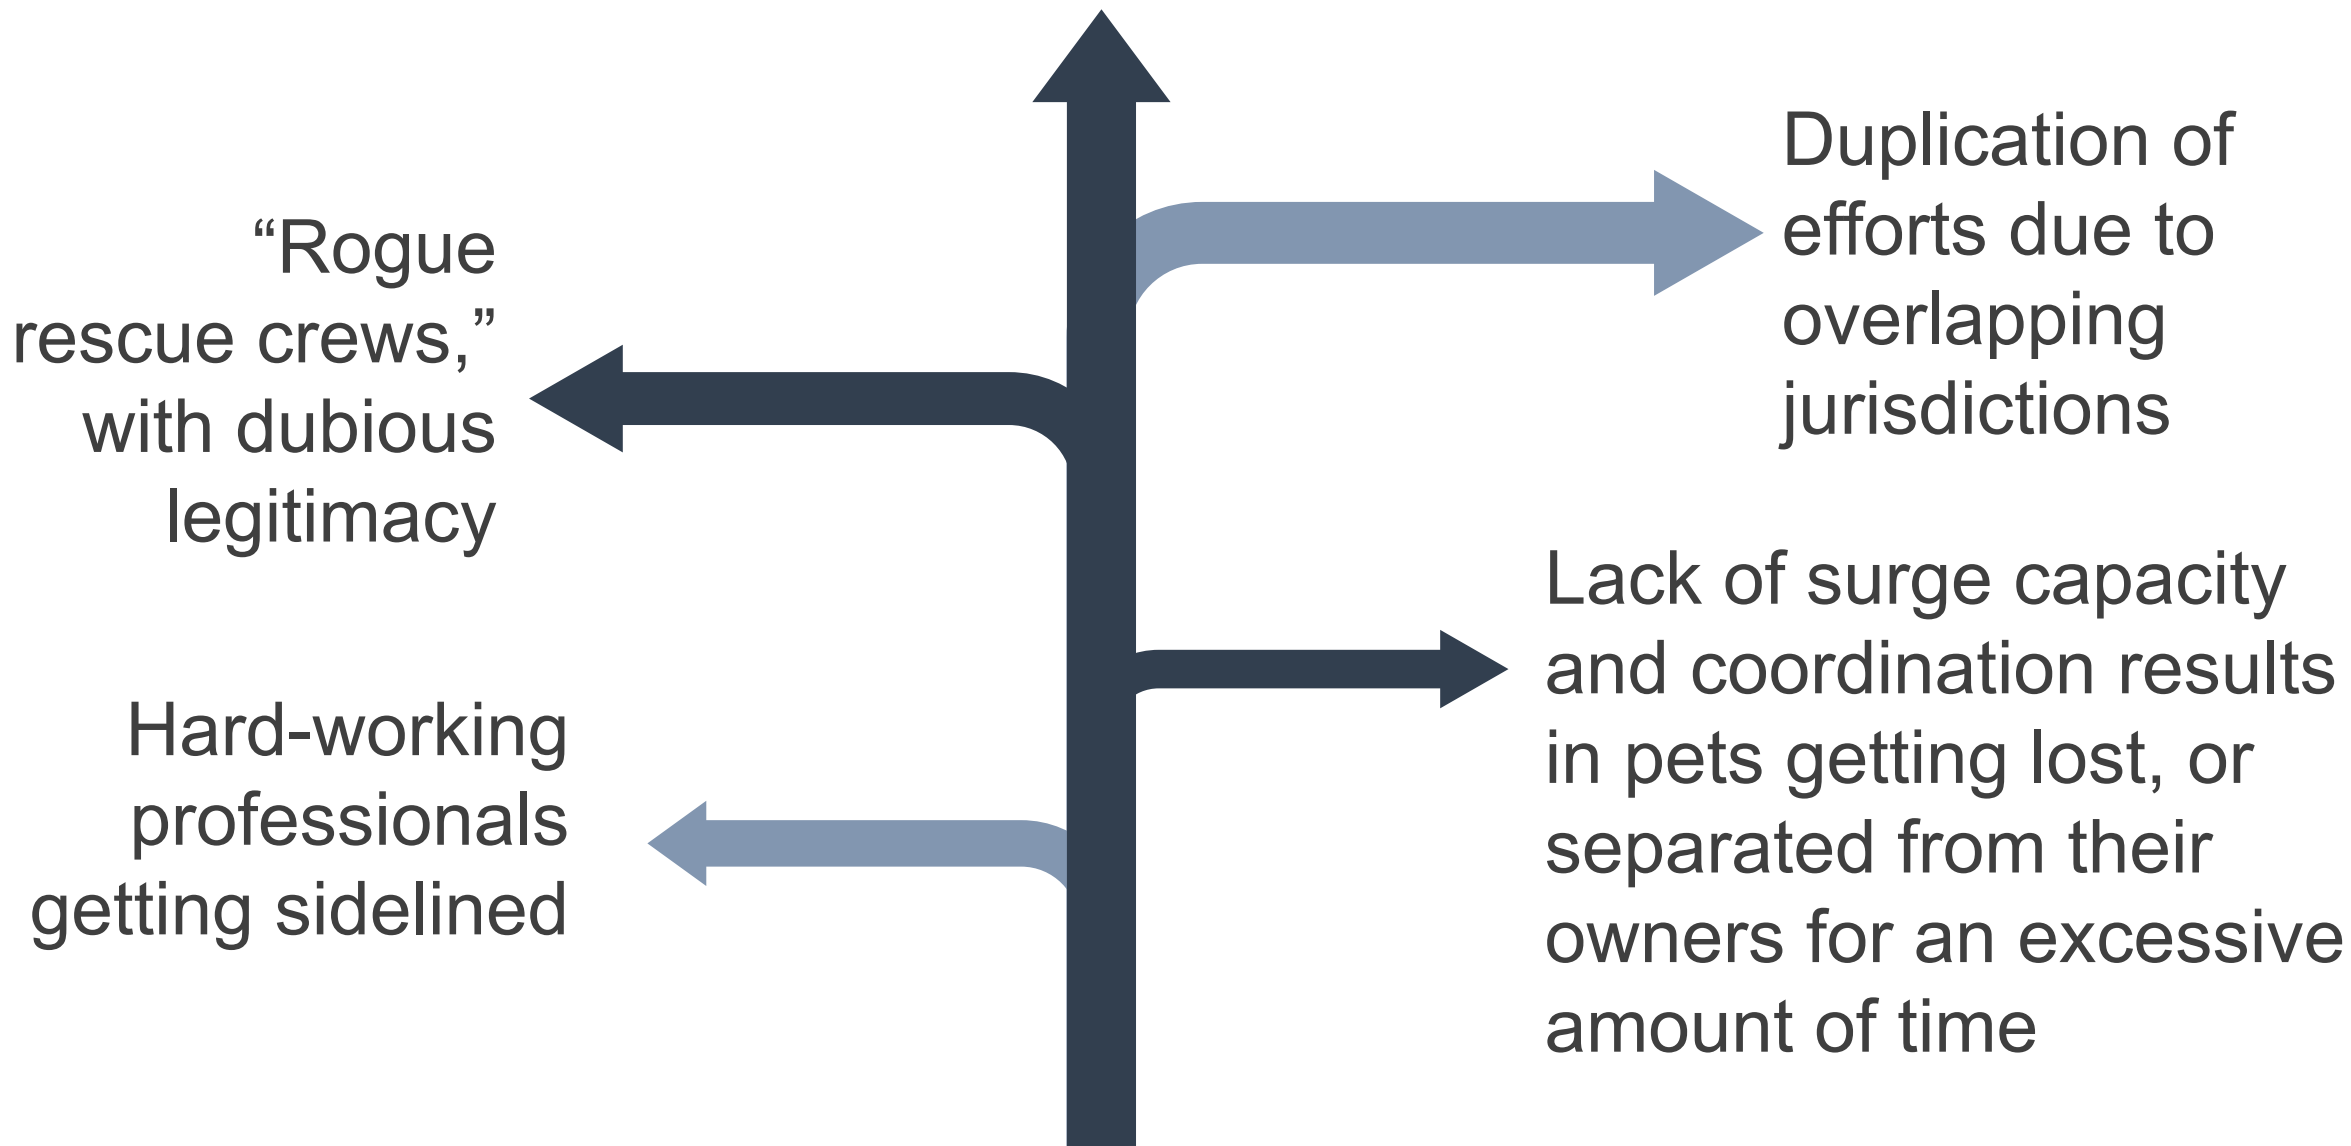 “Rogue
rescue crews,”
with dubious
legitimacy
Duplication of
efforts due to
overlapping
jurisdictions
Hard-working
professionals
getting sidelined
Lack of surge capacity
and coordination results
in pets getting lost, or
separated from their
owners for an excessive
amount of time